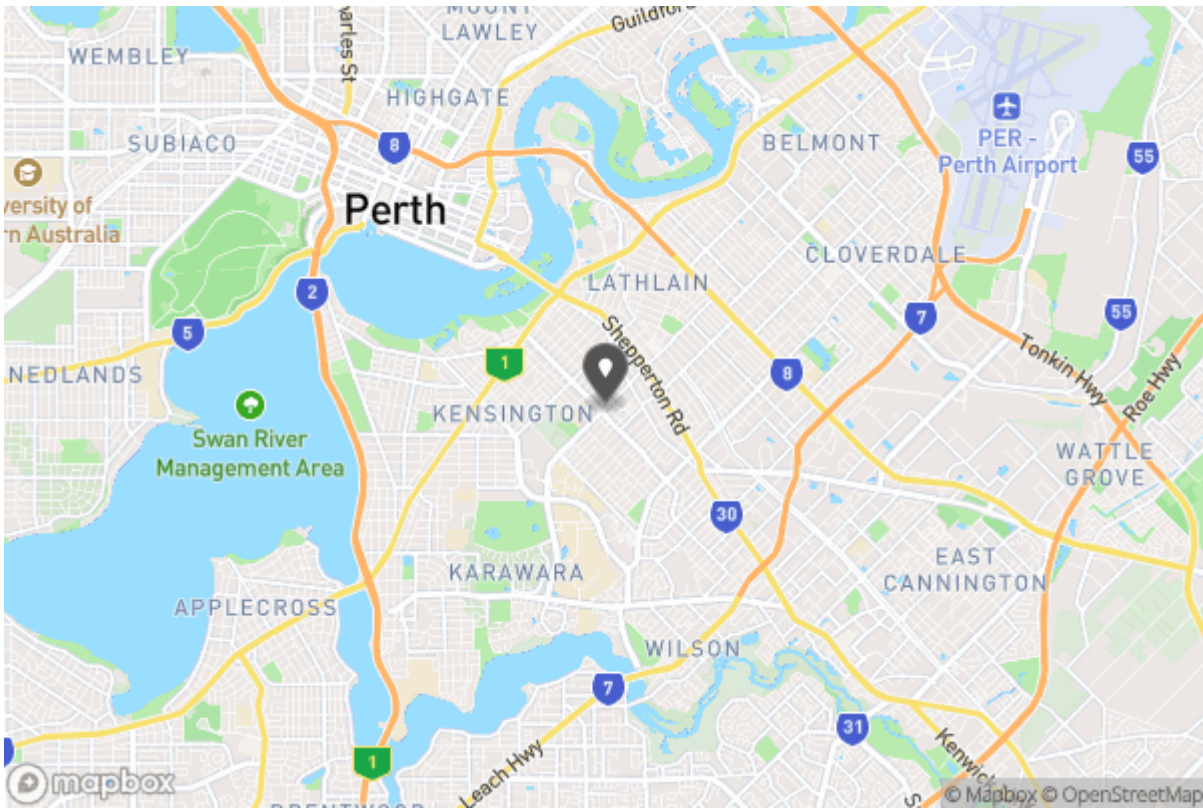 MOUNT
LAWLEY
Guildford
WEMBLEY
Charles St
HIGHGATE
SUBIACO
8
BELMONT
PER -
Perth Airport
55
versity of
rn Australia
Perth
CLOVERDALE
LATHLAIN
2
5
7
55
1
Shepperton Rd
Tonkin Hwy
Roe Hwy
NEDLANDS
8
KENSINGTON
Swan River
Management Area
WATTLE
GROVE
30
EAST
CANNINGTON
KARAWARA
APPLECROSS
WILSON
7
31
1
Leach Hwy
Kenwick
mapbox
© Mapbox © OpenStreetMap
BRENTWOOD